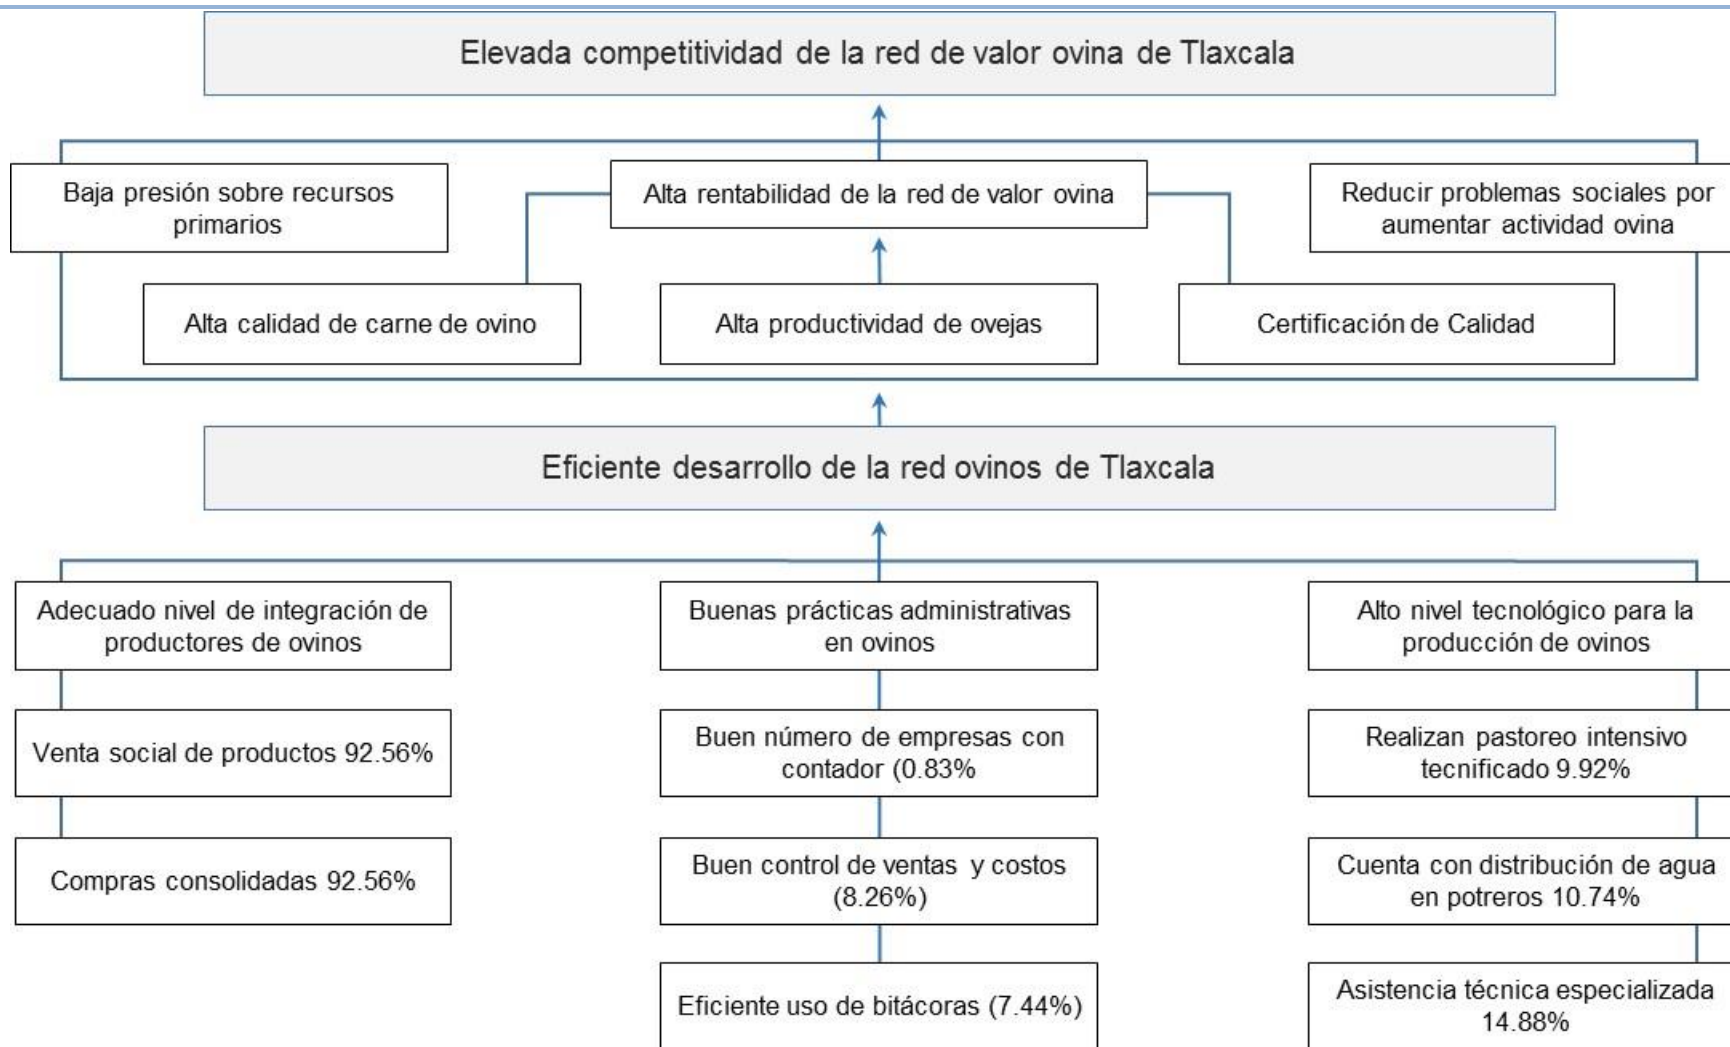 Elevada competitividad de la red de valor ovina de Tlaxcala
Baja presión sobre recursos
primarios
Alta rentabilidad de la red de valor ovina
Reducir problemas sociales por
aumentar actividad ovina
Alta calidad de carne de ovino
Alta productividad de ovejas
Certificación de Calidad
Eficiente desarrollo de la red ovinos de Tlaxcala
Adecuado nivel de integración de
productores de ovinos
Buenas prácticas administrativas
en ovinos
Alto nivel tecnológico para la
producción de ovinos
Venta social de productos 92.56%
Buen número de empresas con
contador (0.83%
Realizan pastoreo intensivo
tecnificado 9.92%
Compras consolidadas 92.56%
Buen control de ventas y costos
(8.26%)
Cuenta con distribución de agua
en potreros 10.74%
Eficiente uso de bitácoras (7.44%)
Asistencia técnica especializada
14.88%